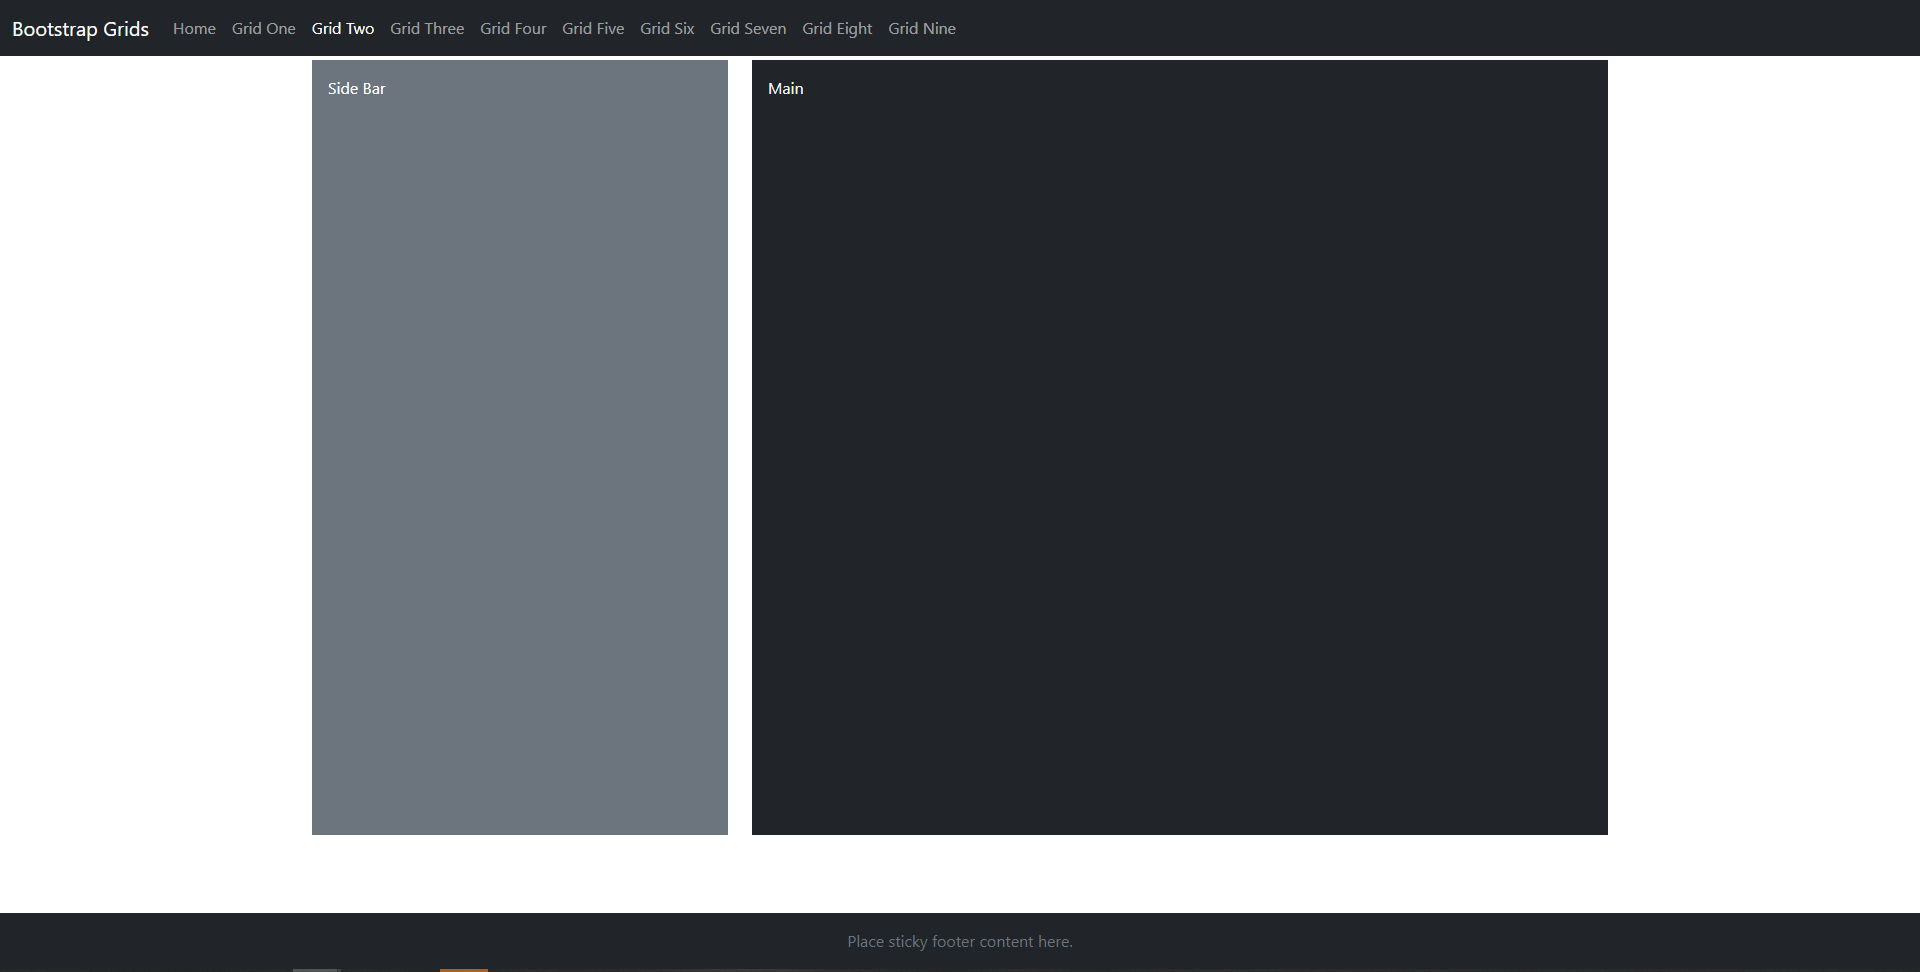 Bootstrap Grids Home Grid One Grid Two Grid Three Grid Four Grid Five Grid Six Grid Seven Grid Eight Grid Nine
Side Bar
Main
Place sticky footer content here.